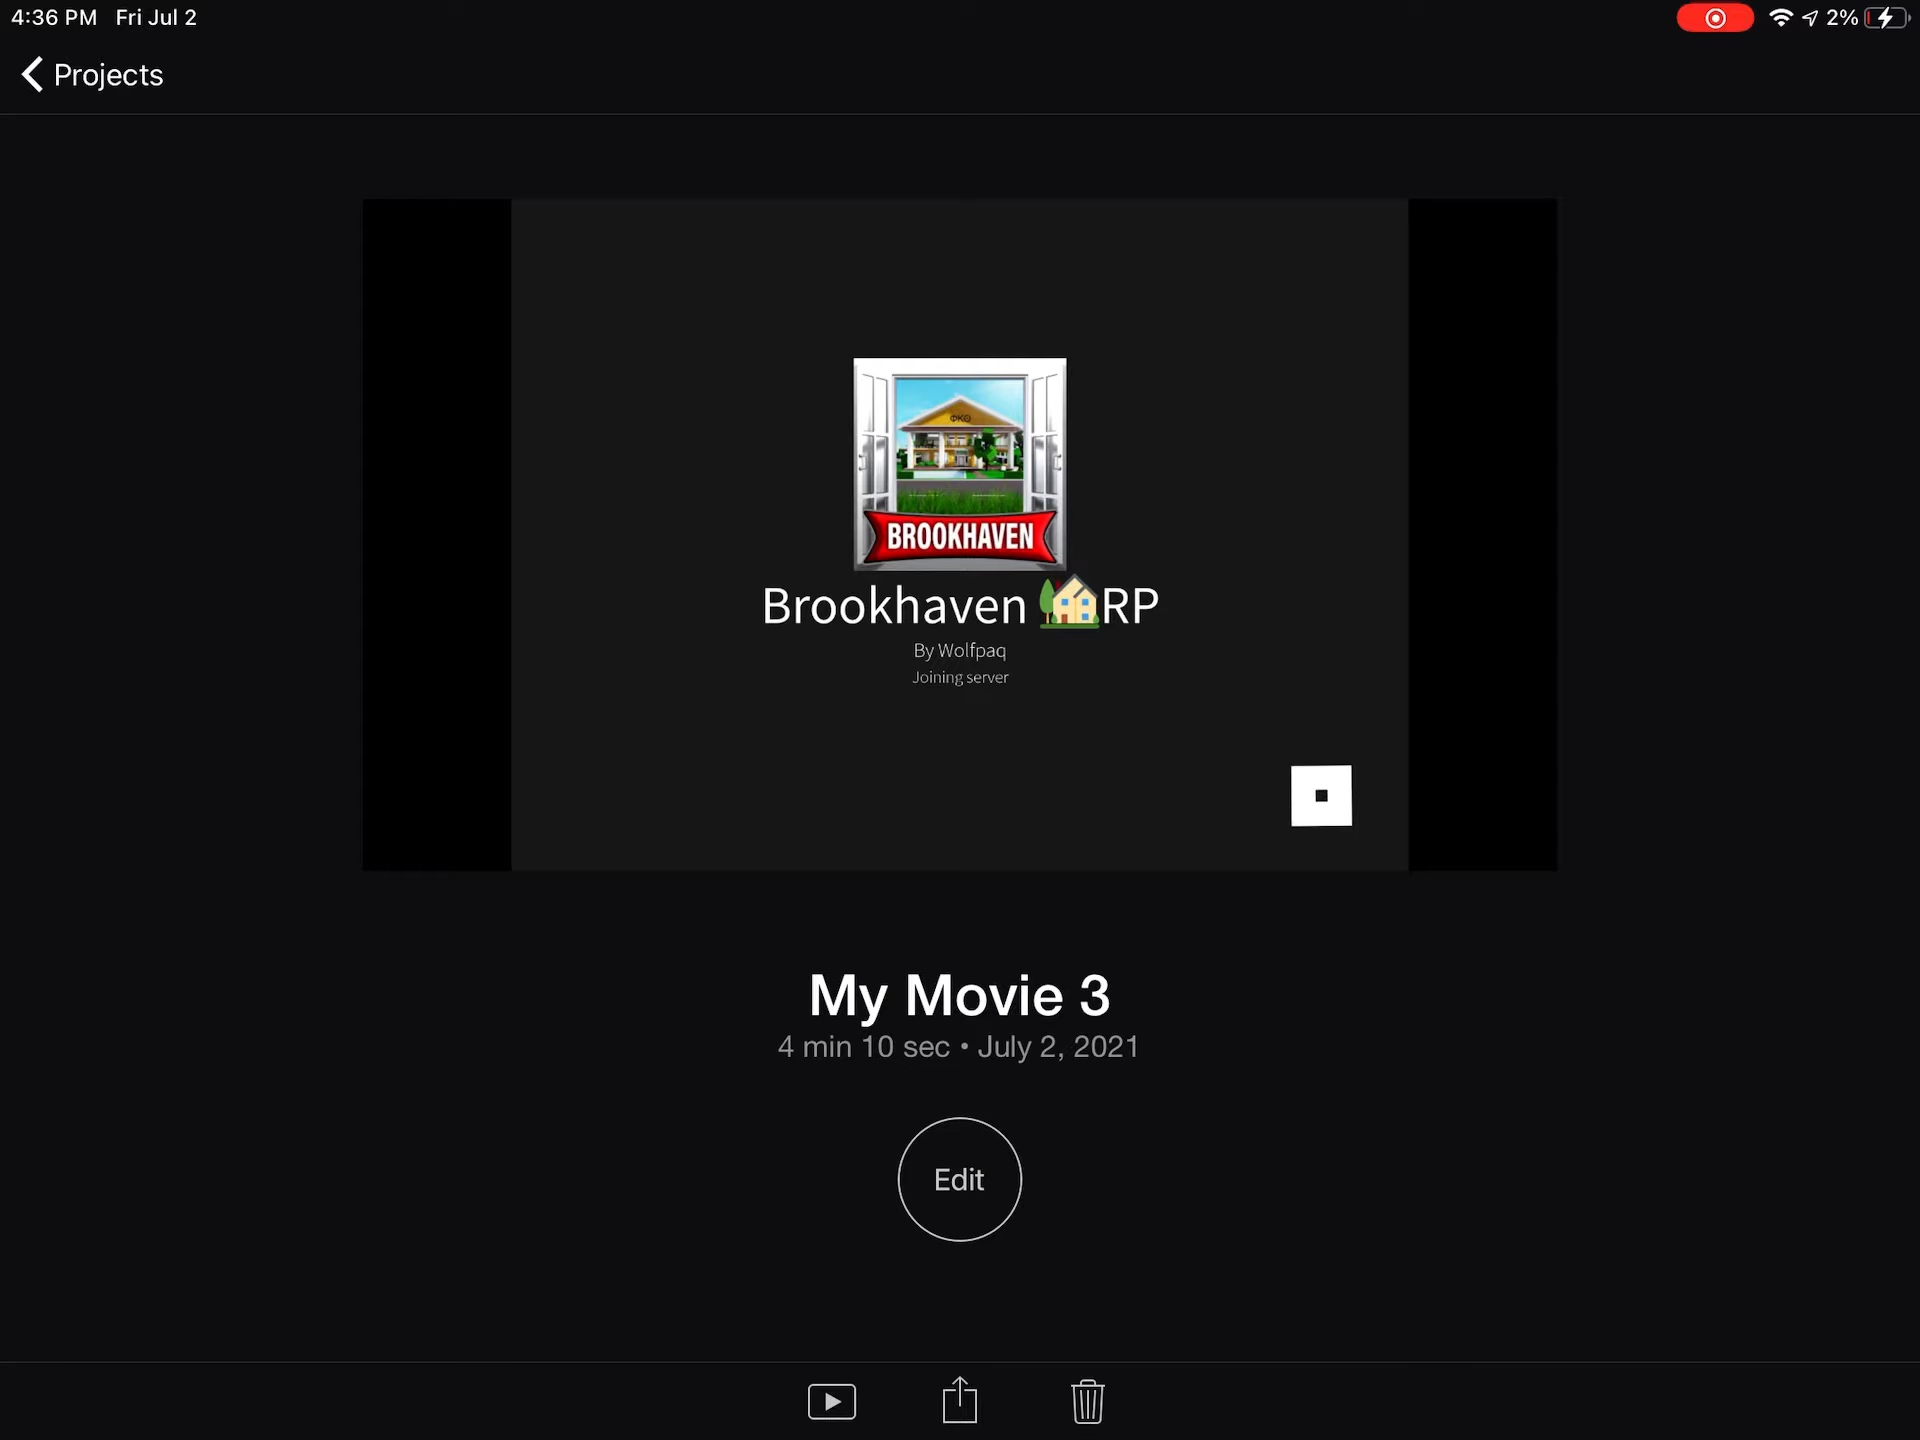 4:36 PM Fri Jul 2
2%
Projects
ΦΚΘ
BROOKHAVEN
Brookhaven 🏡RP
By Wolfpaq
Joining server
My Movie 3
4 min 10 sec • July 2, 2021
Edit